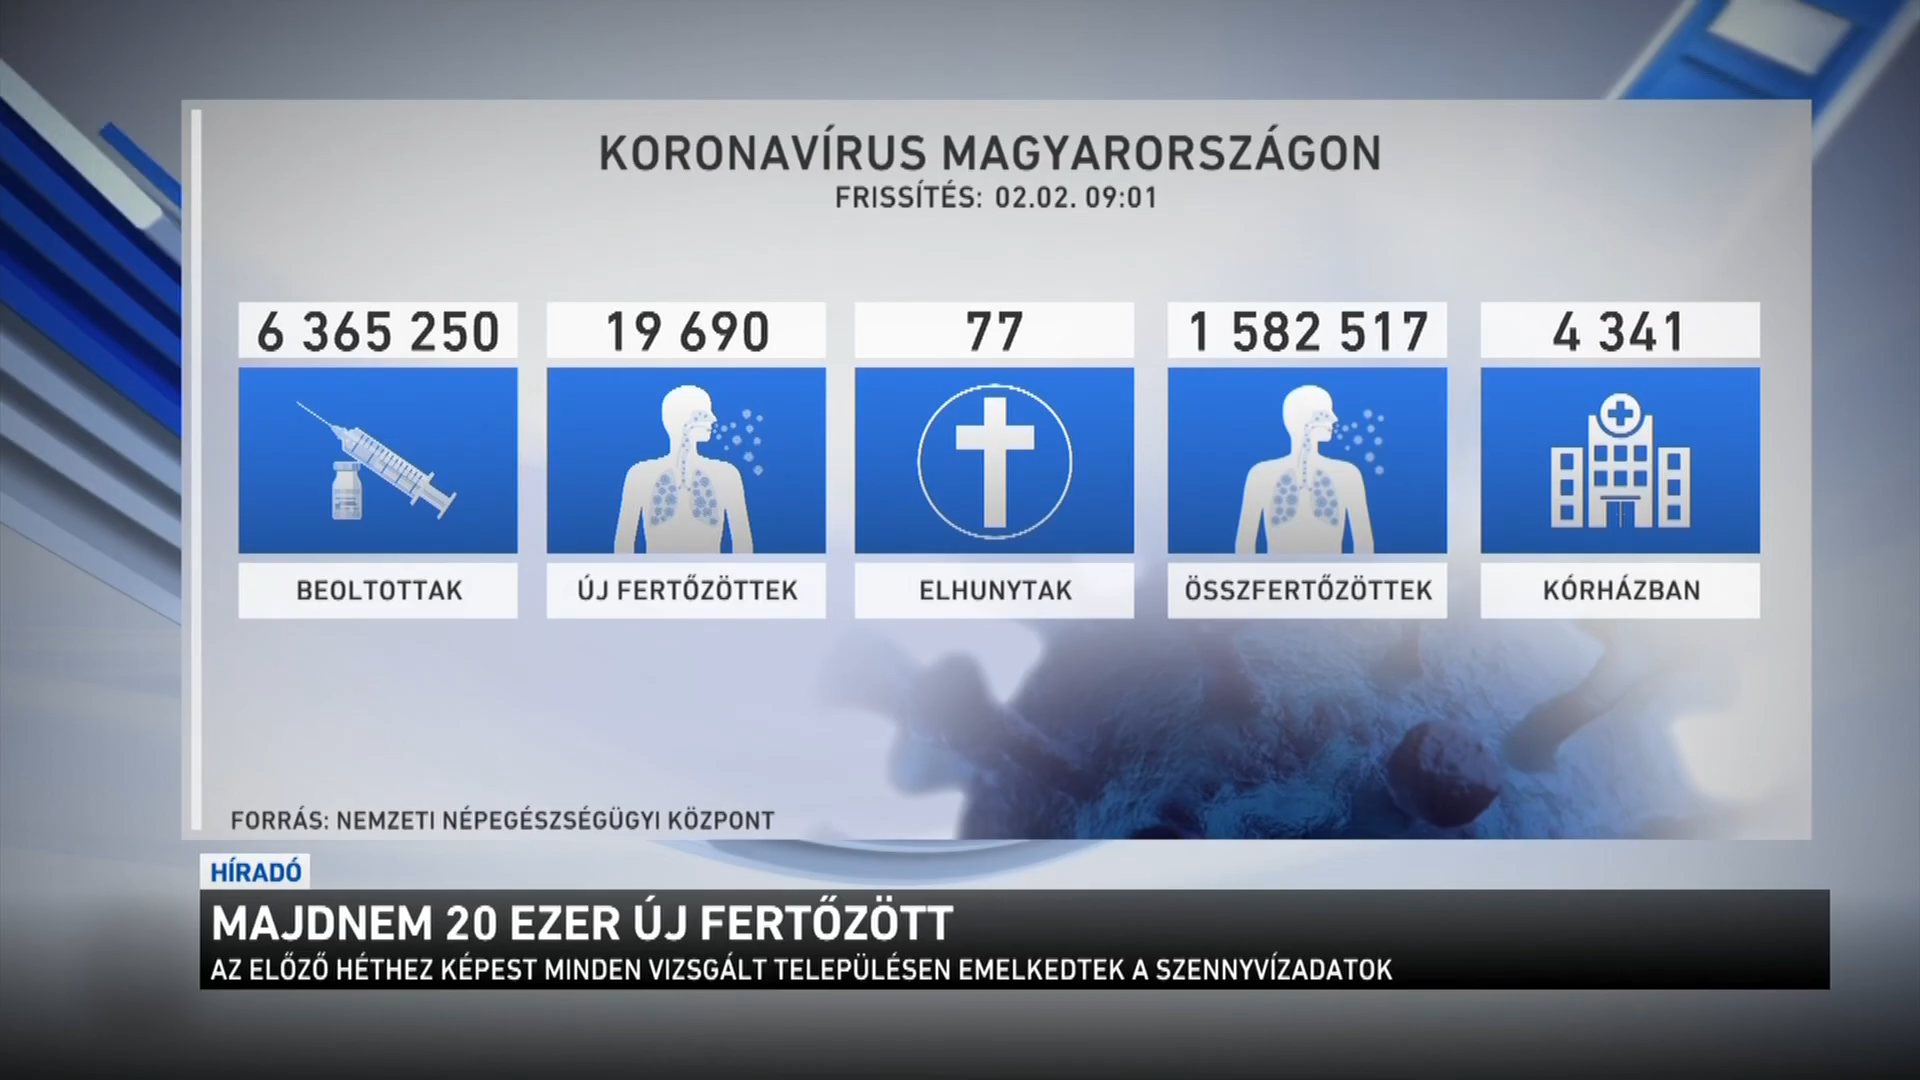 KORONAVÍRUS MAGYARORSZÁGON
FRISSÍTÉS: 02.02. 09:01
6 365 250
19 690
77
1 582 517
4 341
BEOLTOTTAK
ÚJ FERTŐZÖTTEK
ELHUNYTAK
ÖSSZFERTŐZÖTTEK
KÓRHÁZBAN
FORRÁS: NEMZETI NÉPEGÉSZSÉGÜGYI KÖZPONT
HÍRADÓ
MAJDNEM 20 EZER ÚJ FERTŐZÖTT
AZ ELŐZŐ HÉTHEZ KÉPEST MINDEN VIZSGÁLT TELEPÜLÉSEN EMELKEDTEK A SZENNYVÍZADATOK